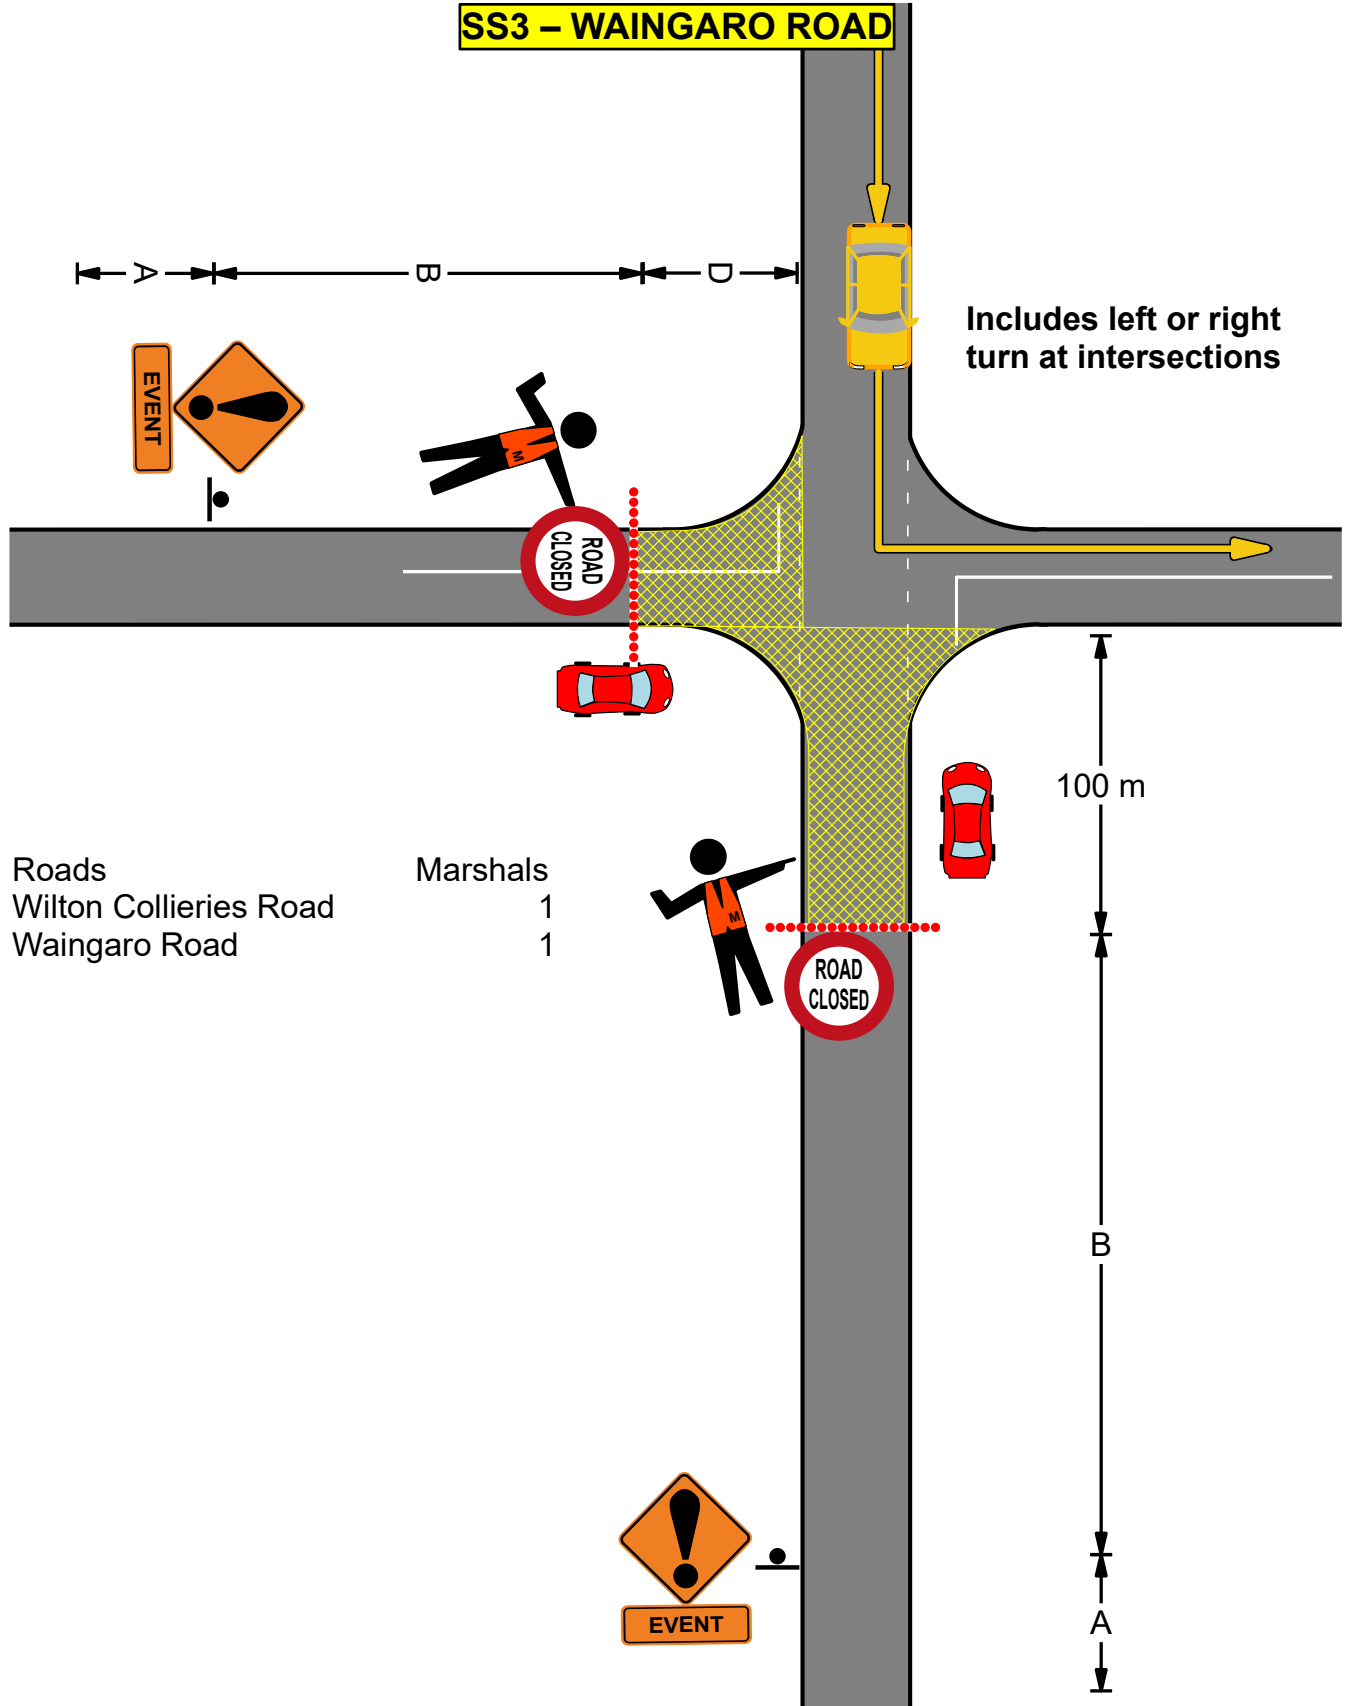 SS3 – WAINGARO ROAD
A
B
D
Includes left or right
turn at intersections
EVENT
M
ROAD
CLOSED
100 m
Roads Marshals
Wilton Collieries Road 1
Waingaro Road 1
M
ROAD
CLOSED
B
EVENT
A